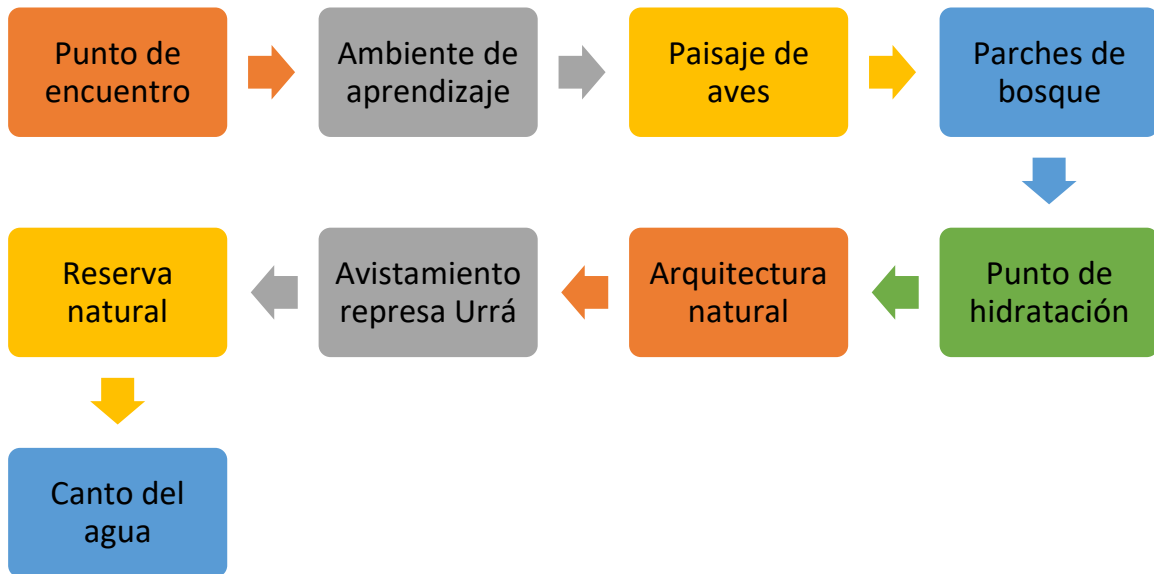 Punto de
encuentro
Ambiente de
aprendizaje
Paisaje de
aves
Parches de
bosque
Punto de
hidratación
Arquitectura
natural
Avistamiento
represa Urrá
Reserva
natural
Canto del
agua